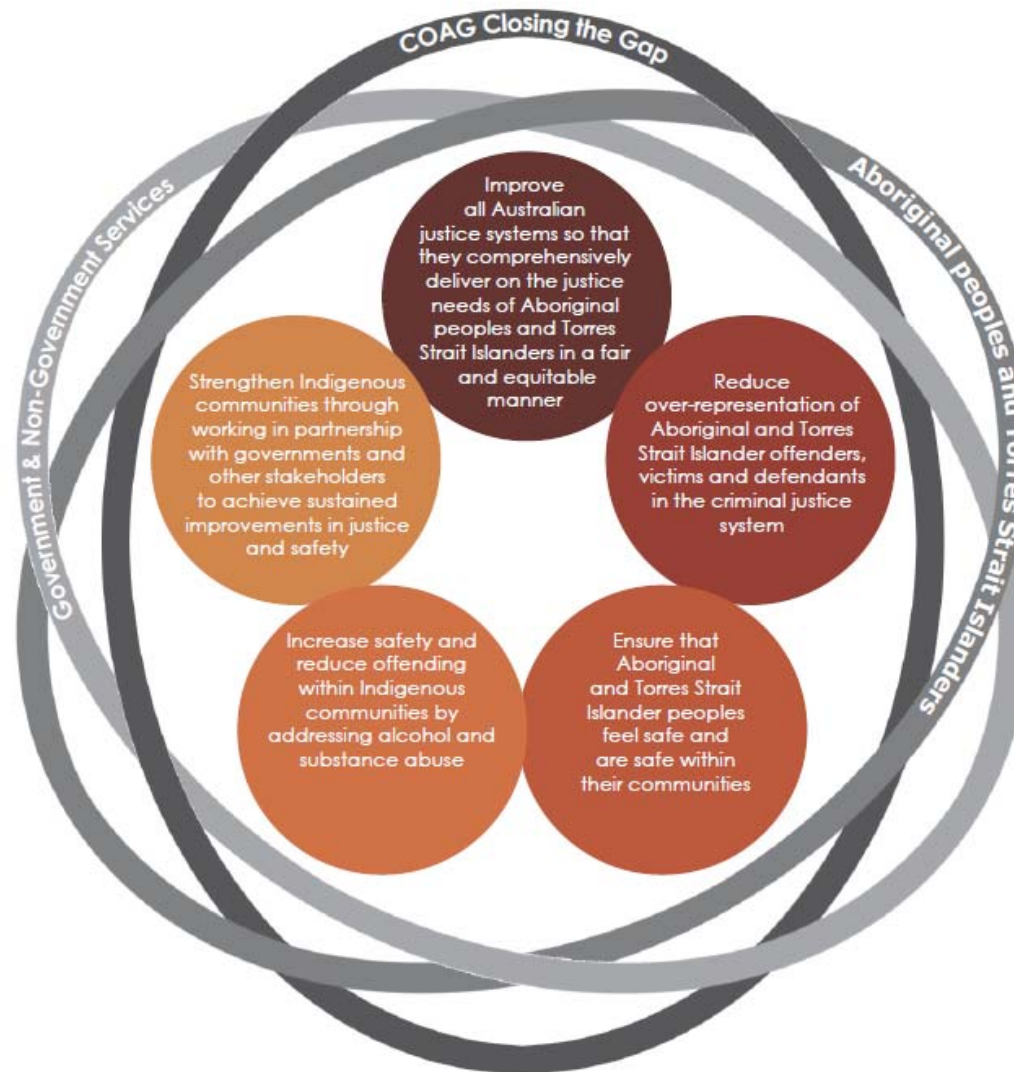 COAG Closing the Gap
Government & Non-Government Services
Aboriginal peoples and Torres Strait Islanders
Improve
all Australian
justice systems so that
they comprehensively
deliver on the justice
needs of Aboriginal
peoples and Torres
Strait Islanders in a fair
and equitable
manner
Strengthen Indigenous
communities through
working in partnership
with governments and
other stakeholders
to achieve sustained
improvements in justice
and safety
Reduce
over-representation of
Aboriginal and Torres
Strait Islander offenders,
victims and defendants
in the criminal justice
system
Increase safety and
reduce offending
within Indigenous
communities by
addressing alcohol and
substance abuse
Ensure that
Aboriginal
and Torres Strait
Islander peoples
feel safe and
are safe within
their communities